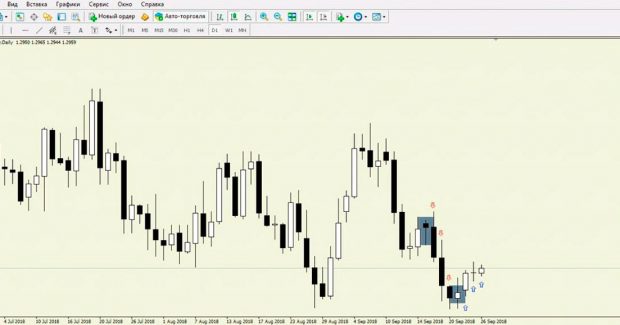 Вид Вставка Графики Сервис Окно Справка
Новый ордер Авто-торговля
M1 M5 M15 M30 H1 H4 D1 W1 MN
,Daily 1.2950 1.2965 1.2944 1.2959
4 Jul 2018 10 Jul 2018 16 Jul 2018 20 Jul 2018 26 Jul 2018 1 Aug 2018 7 Aug 2018 13 Aug 2018 17 Aug 2018 23 Aug 2018 29 Aug 2018 4 Sep 2018 10 Sep 2018 14 Sep 2018 20 Sep 2018 26 Sep 2018